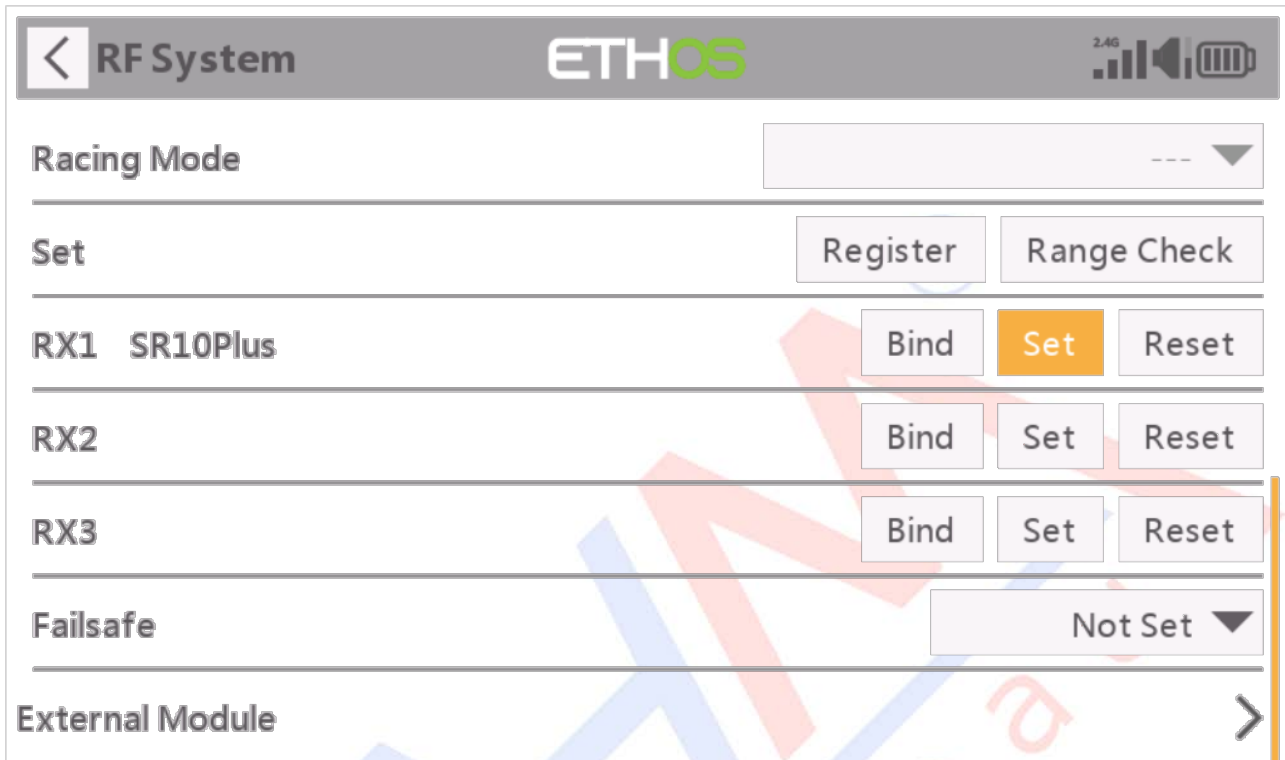 RF System ETHOS 2.4G
Racing Mode ---
Set Register Range Check
RX1 SR10Plus Bind Set Reset
RX2 Bind Set Reset
RX3 Bind Set Reset
Failsafe Not Set
External Module